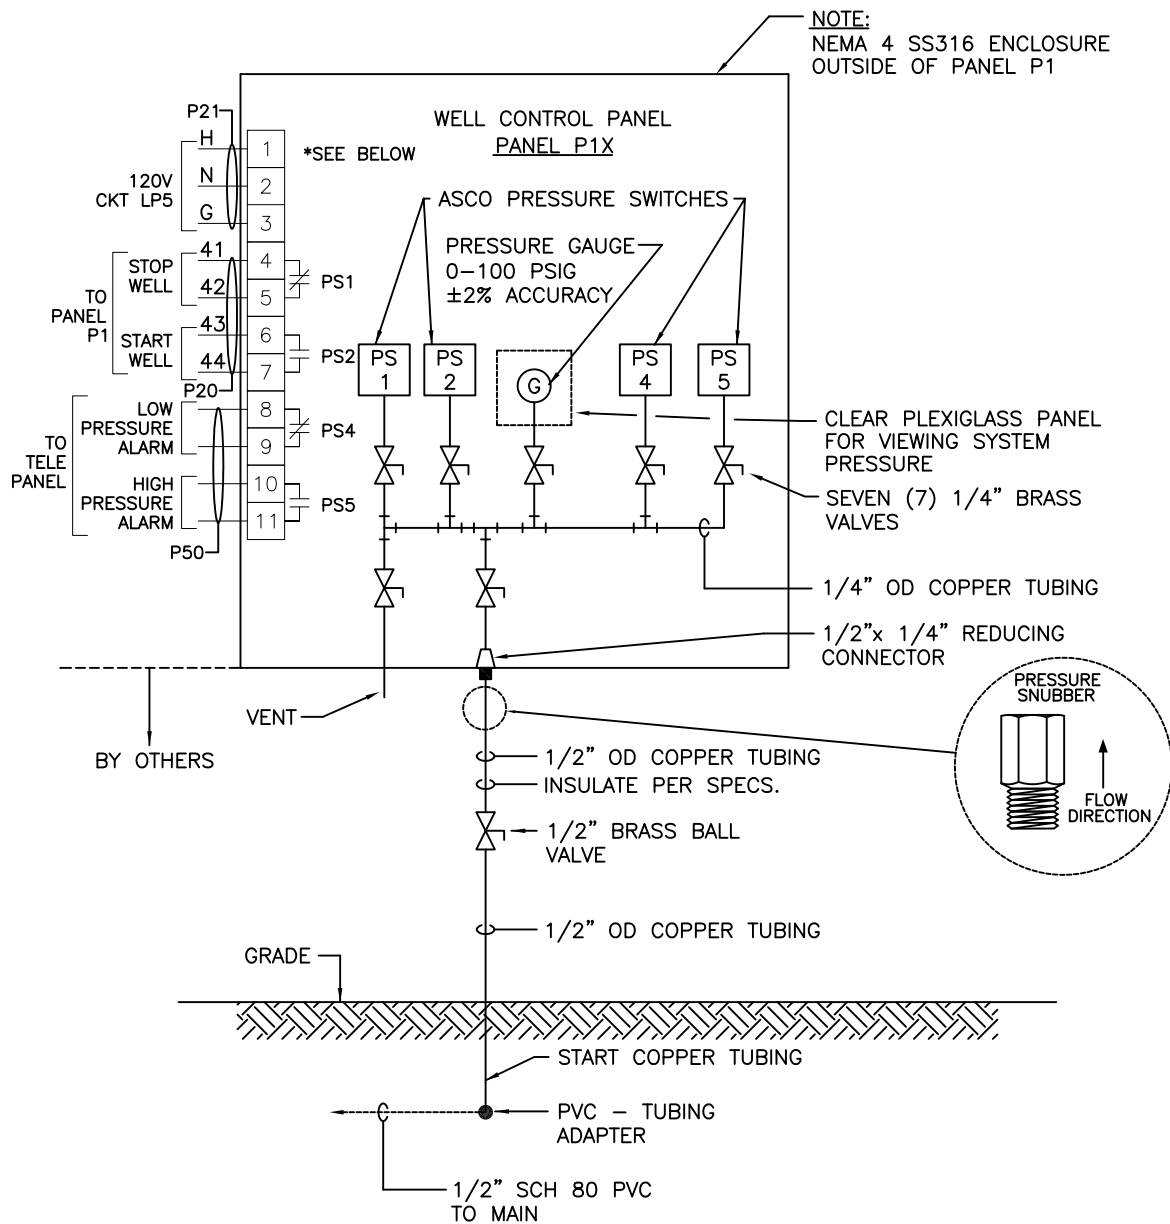 NOTE:
NEMA 4 SS316 ENCLOSURE
OUTSIDE OF PANEL P1
WELL CONTROL PANEL
PANEL P1X
P21
H
N
G
120V
CKT LP5
1
2
3
*SEE BELOW
ASCO PRESSURE SWITCHES
PRESSURE GAUGE
0-100 PSIG
±2% ACCURACY
TO
PANEL
P1
STOP
WELL
41
42
4
5
PS1
START
WELL
43
44
6
7
PS2
P20
TO
TELE
PANEL
LOW
PRESSURE
ALARM
8
9
PS4
HIGH
PRESSURE
ALARM
10
11
PS5
P50
PS
1
PS
2
G
PS
4
PS
5
CLEAR PLEXIGLASS PANEL
FOR VIEWING SYSTEM
PRESSURE
SEVEN (7) 1/4" BRASS
VALVES
1/4" OD COPPER TUBING
1/2"x 1/4" REDUCING
CONNECTOR
VENT
BY OTHERS
PRESSURE
SNUBBER
FLOW
DIRECTION
1/2" OD COPPER TUBING
INSULATE PER SPECS.
1/2" BRASS BALL
VALVE
1/2" OD COPPER TUBING
GRADE
START COPPER TUBING
PVC - TUBING
ADAPTER
1/2" SCH 80 PVC
TO MAIN